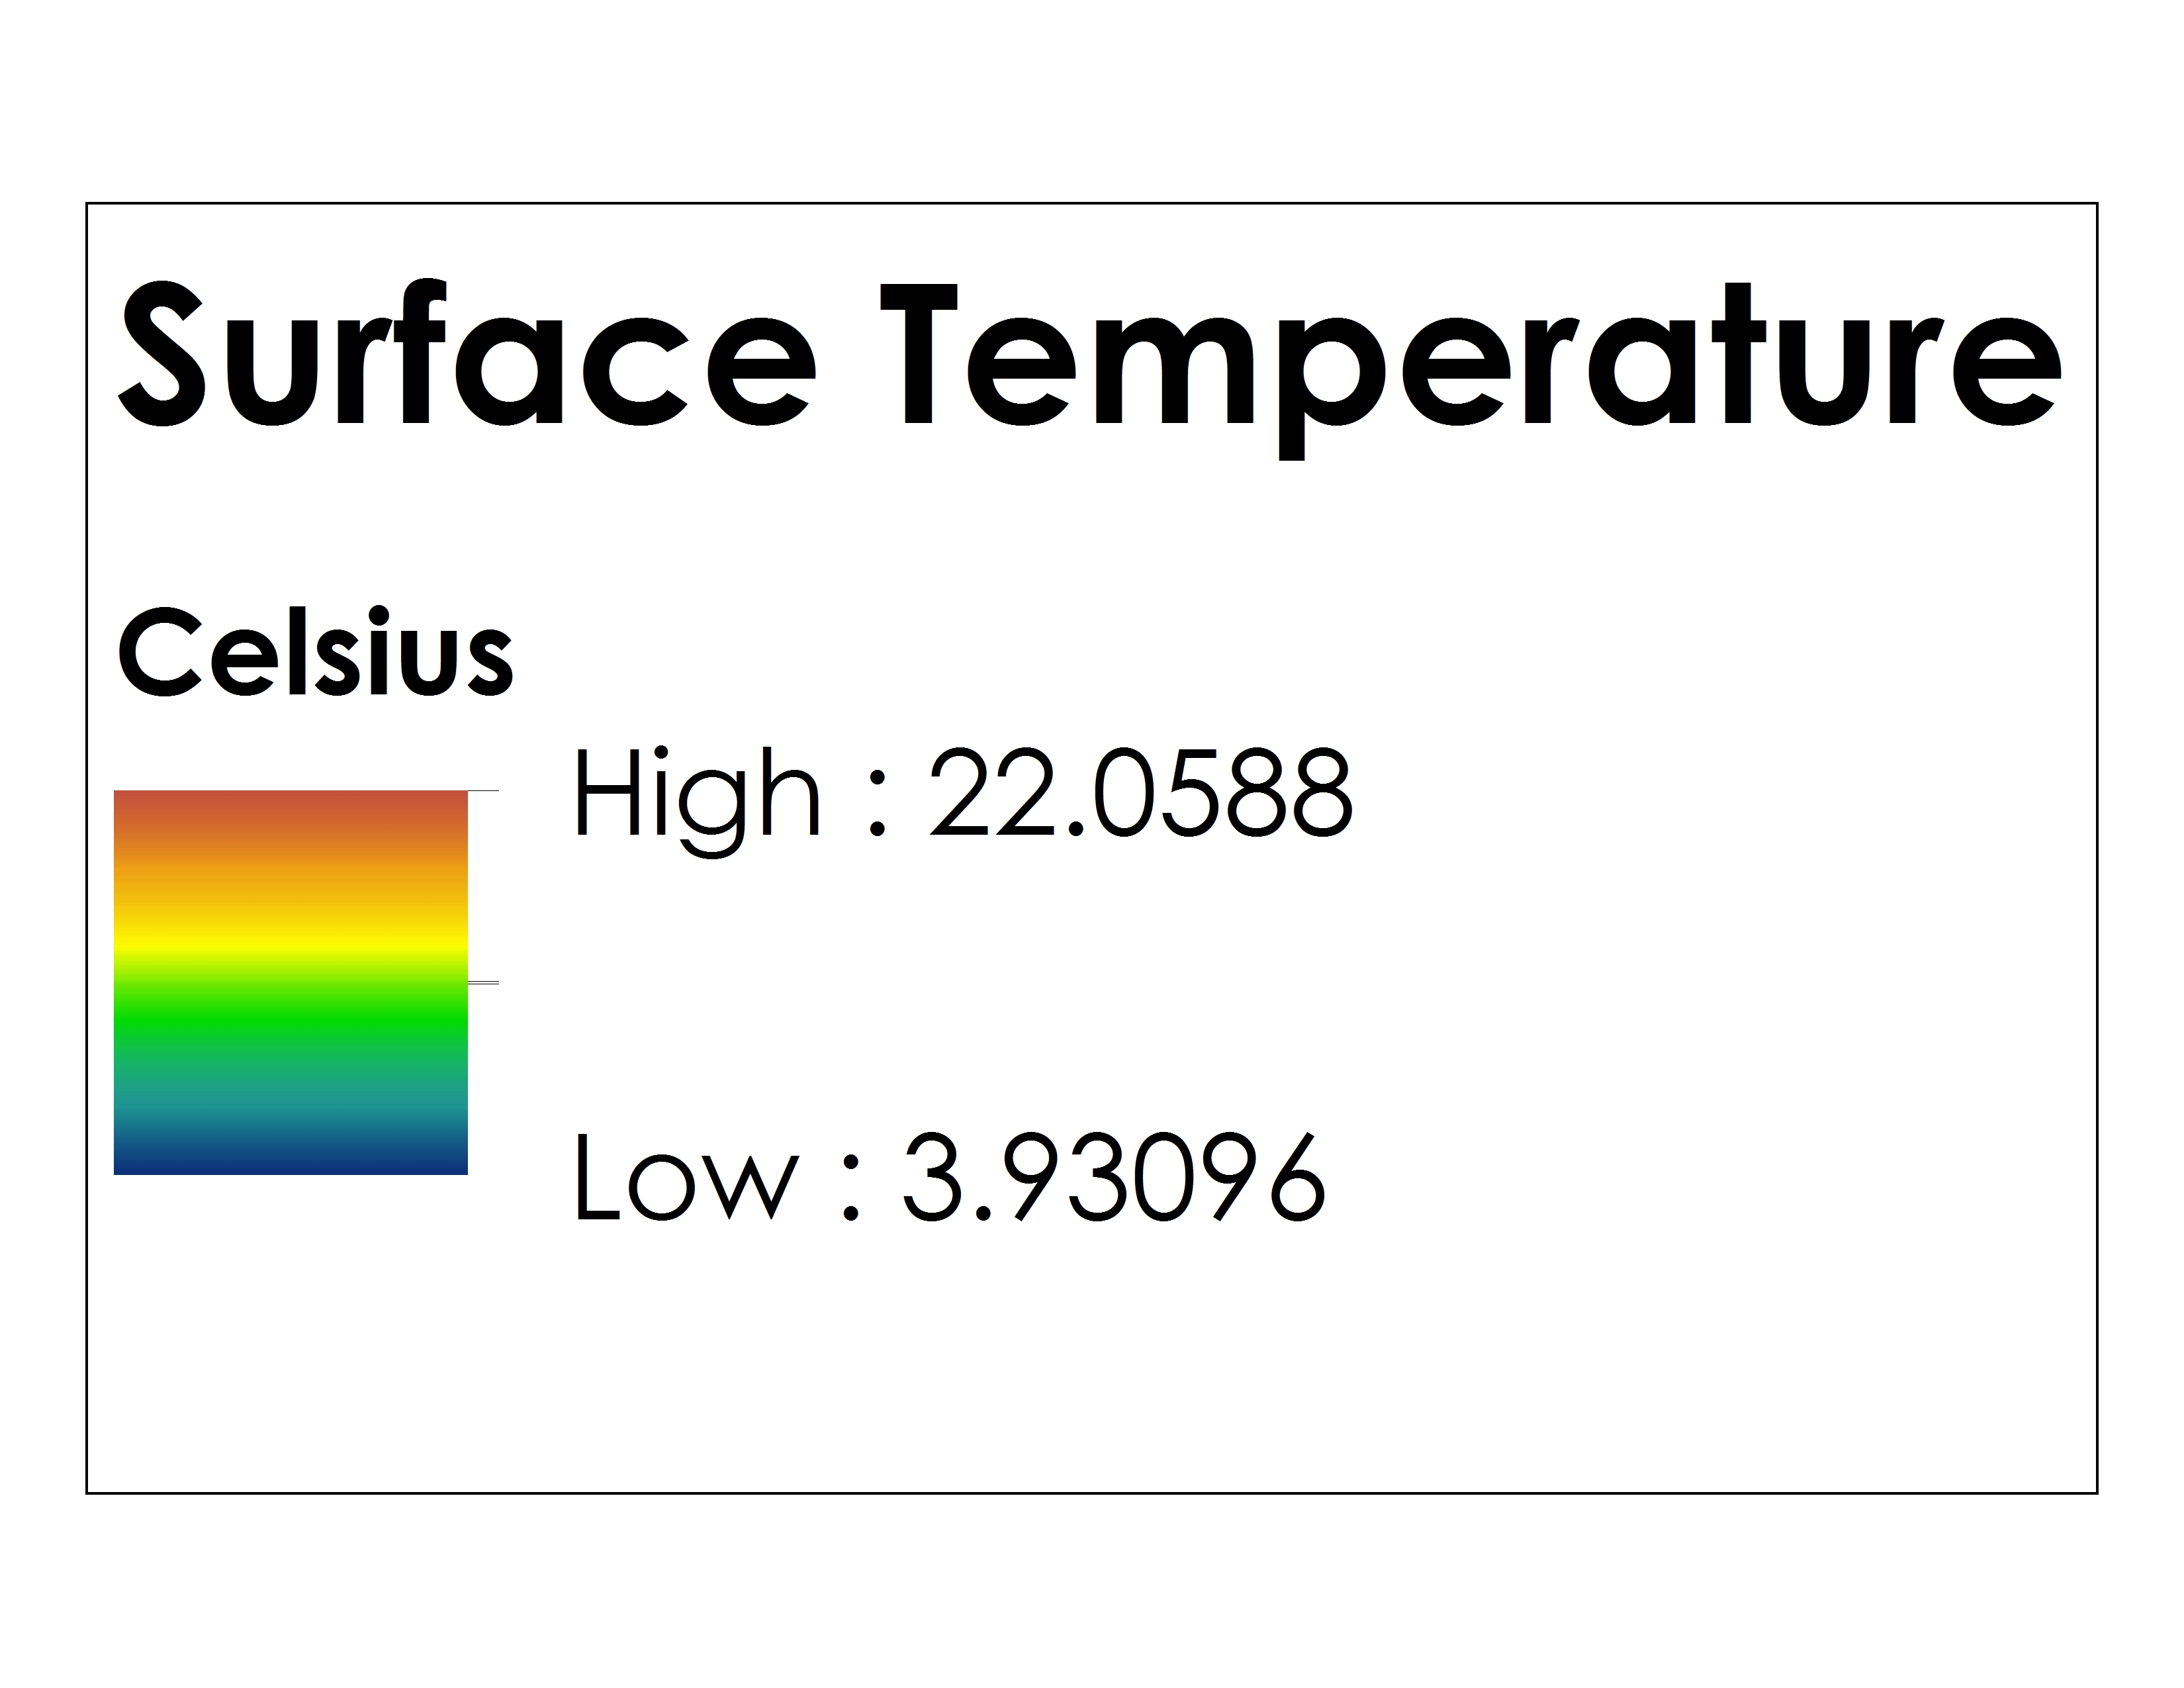 Surface Temperature
Celsius
High : 22.0588
Low : 3.93096